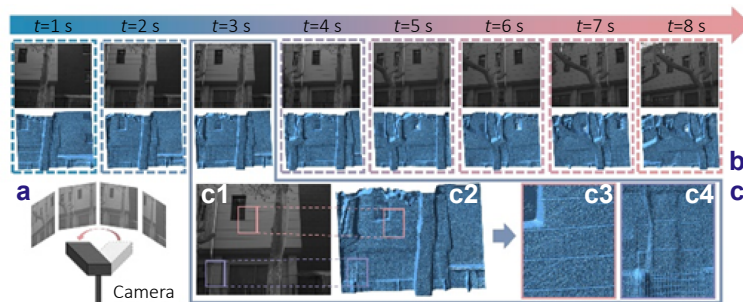 t=1 s t=2 s t=3 s t=4 s t=5 s t=6 s t=7 s t=8 s
b
a c1 c2 c3 c4 c
Camera